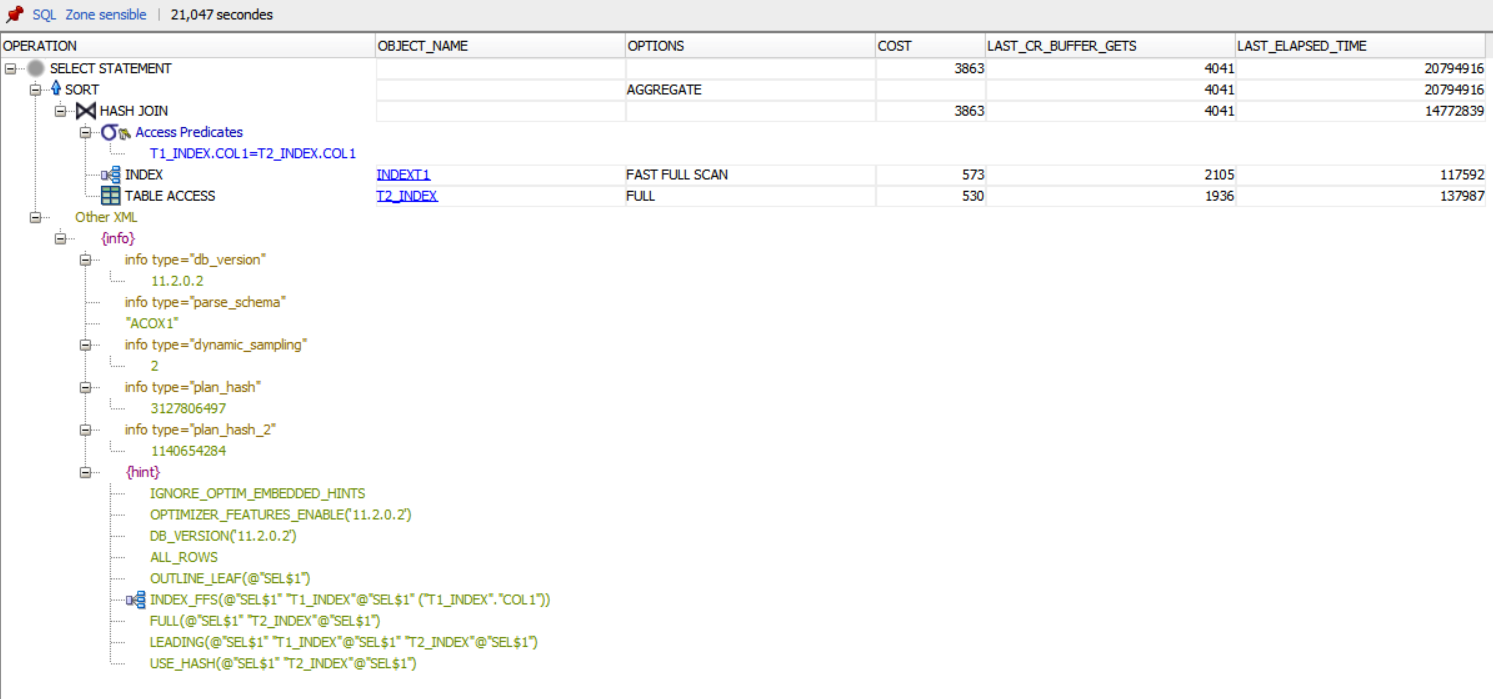 SQL Zone sensible | 21,047 secondes
OPERATION OBJECT_NAME OPTIONS COST LAST_CR_BUFFER_GETS LAST_ELAPSED_TIME
SELECT STATEMENT 3863 4041 20794916
SORT AGGREGATE 4041 20794916
HASH JOIN 3863 4041 14772839
Access Predicates
T1_INDEX.COL1=T2_INDEX.COL1
INDEX INDEXT1 FAST FULL SCAN 573 2105 117592
TABLE ACCESS T2_INDEX FULL 530 1936 137987
Other XML
{info}
info type="db_version"
11.2.0.2
info type="parse_schema"
"ACOX1"
info type="dynamic_sampling"
2
info type="plan_hash"
3127806497
info type="plan_hash_2"
1140654284
{hint}
IGNORE_OPTIM_EMBEDDED_HINTS
OPTIMIZER_FEATURES_ENABLE('11.2.0.2')
DB_VERSION('11.2.0.2')
ALL_ROWS
OUTLINE_LEAF(@"SEL$1")
INDEX_FFS(@"SEL$1" "T1_INDEX"@"SEL$1" ("T1_INDEX"."COL1"))
FULL(@"SEL$1" "T2_INDEX"@"SEL$1")
LEADING(@"SEL$1" "T1_INDEX"@"SEL$1" "T2_INDEX"@"SEL$1")
USE_HASH(@"SEL$1" "T2_INDEX"@"SEL$1")